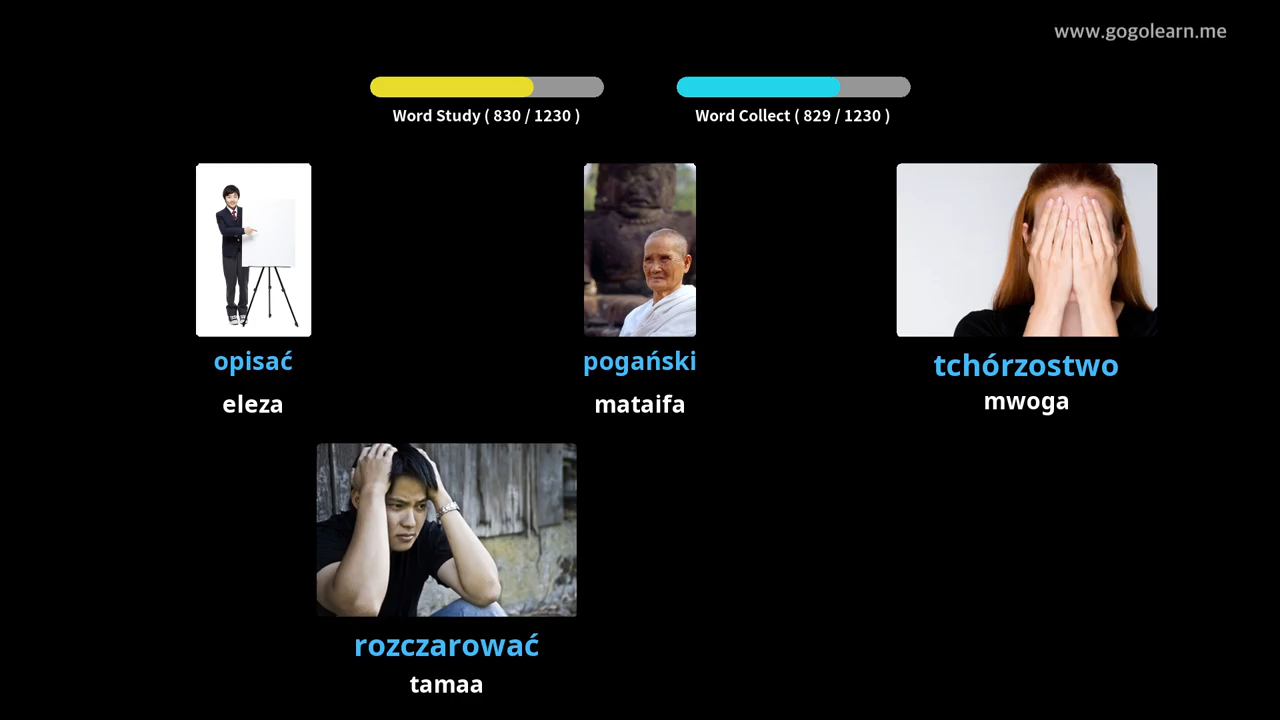 www.gogolearn.me
Word Study ( 830 / 1230 )
Word Collect ( 829 / 1230 )
opisać
eleza
pogański
mataifa
tchórzostwo
mwoga
rozczarować
tamaa